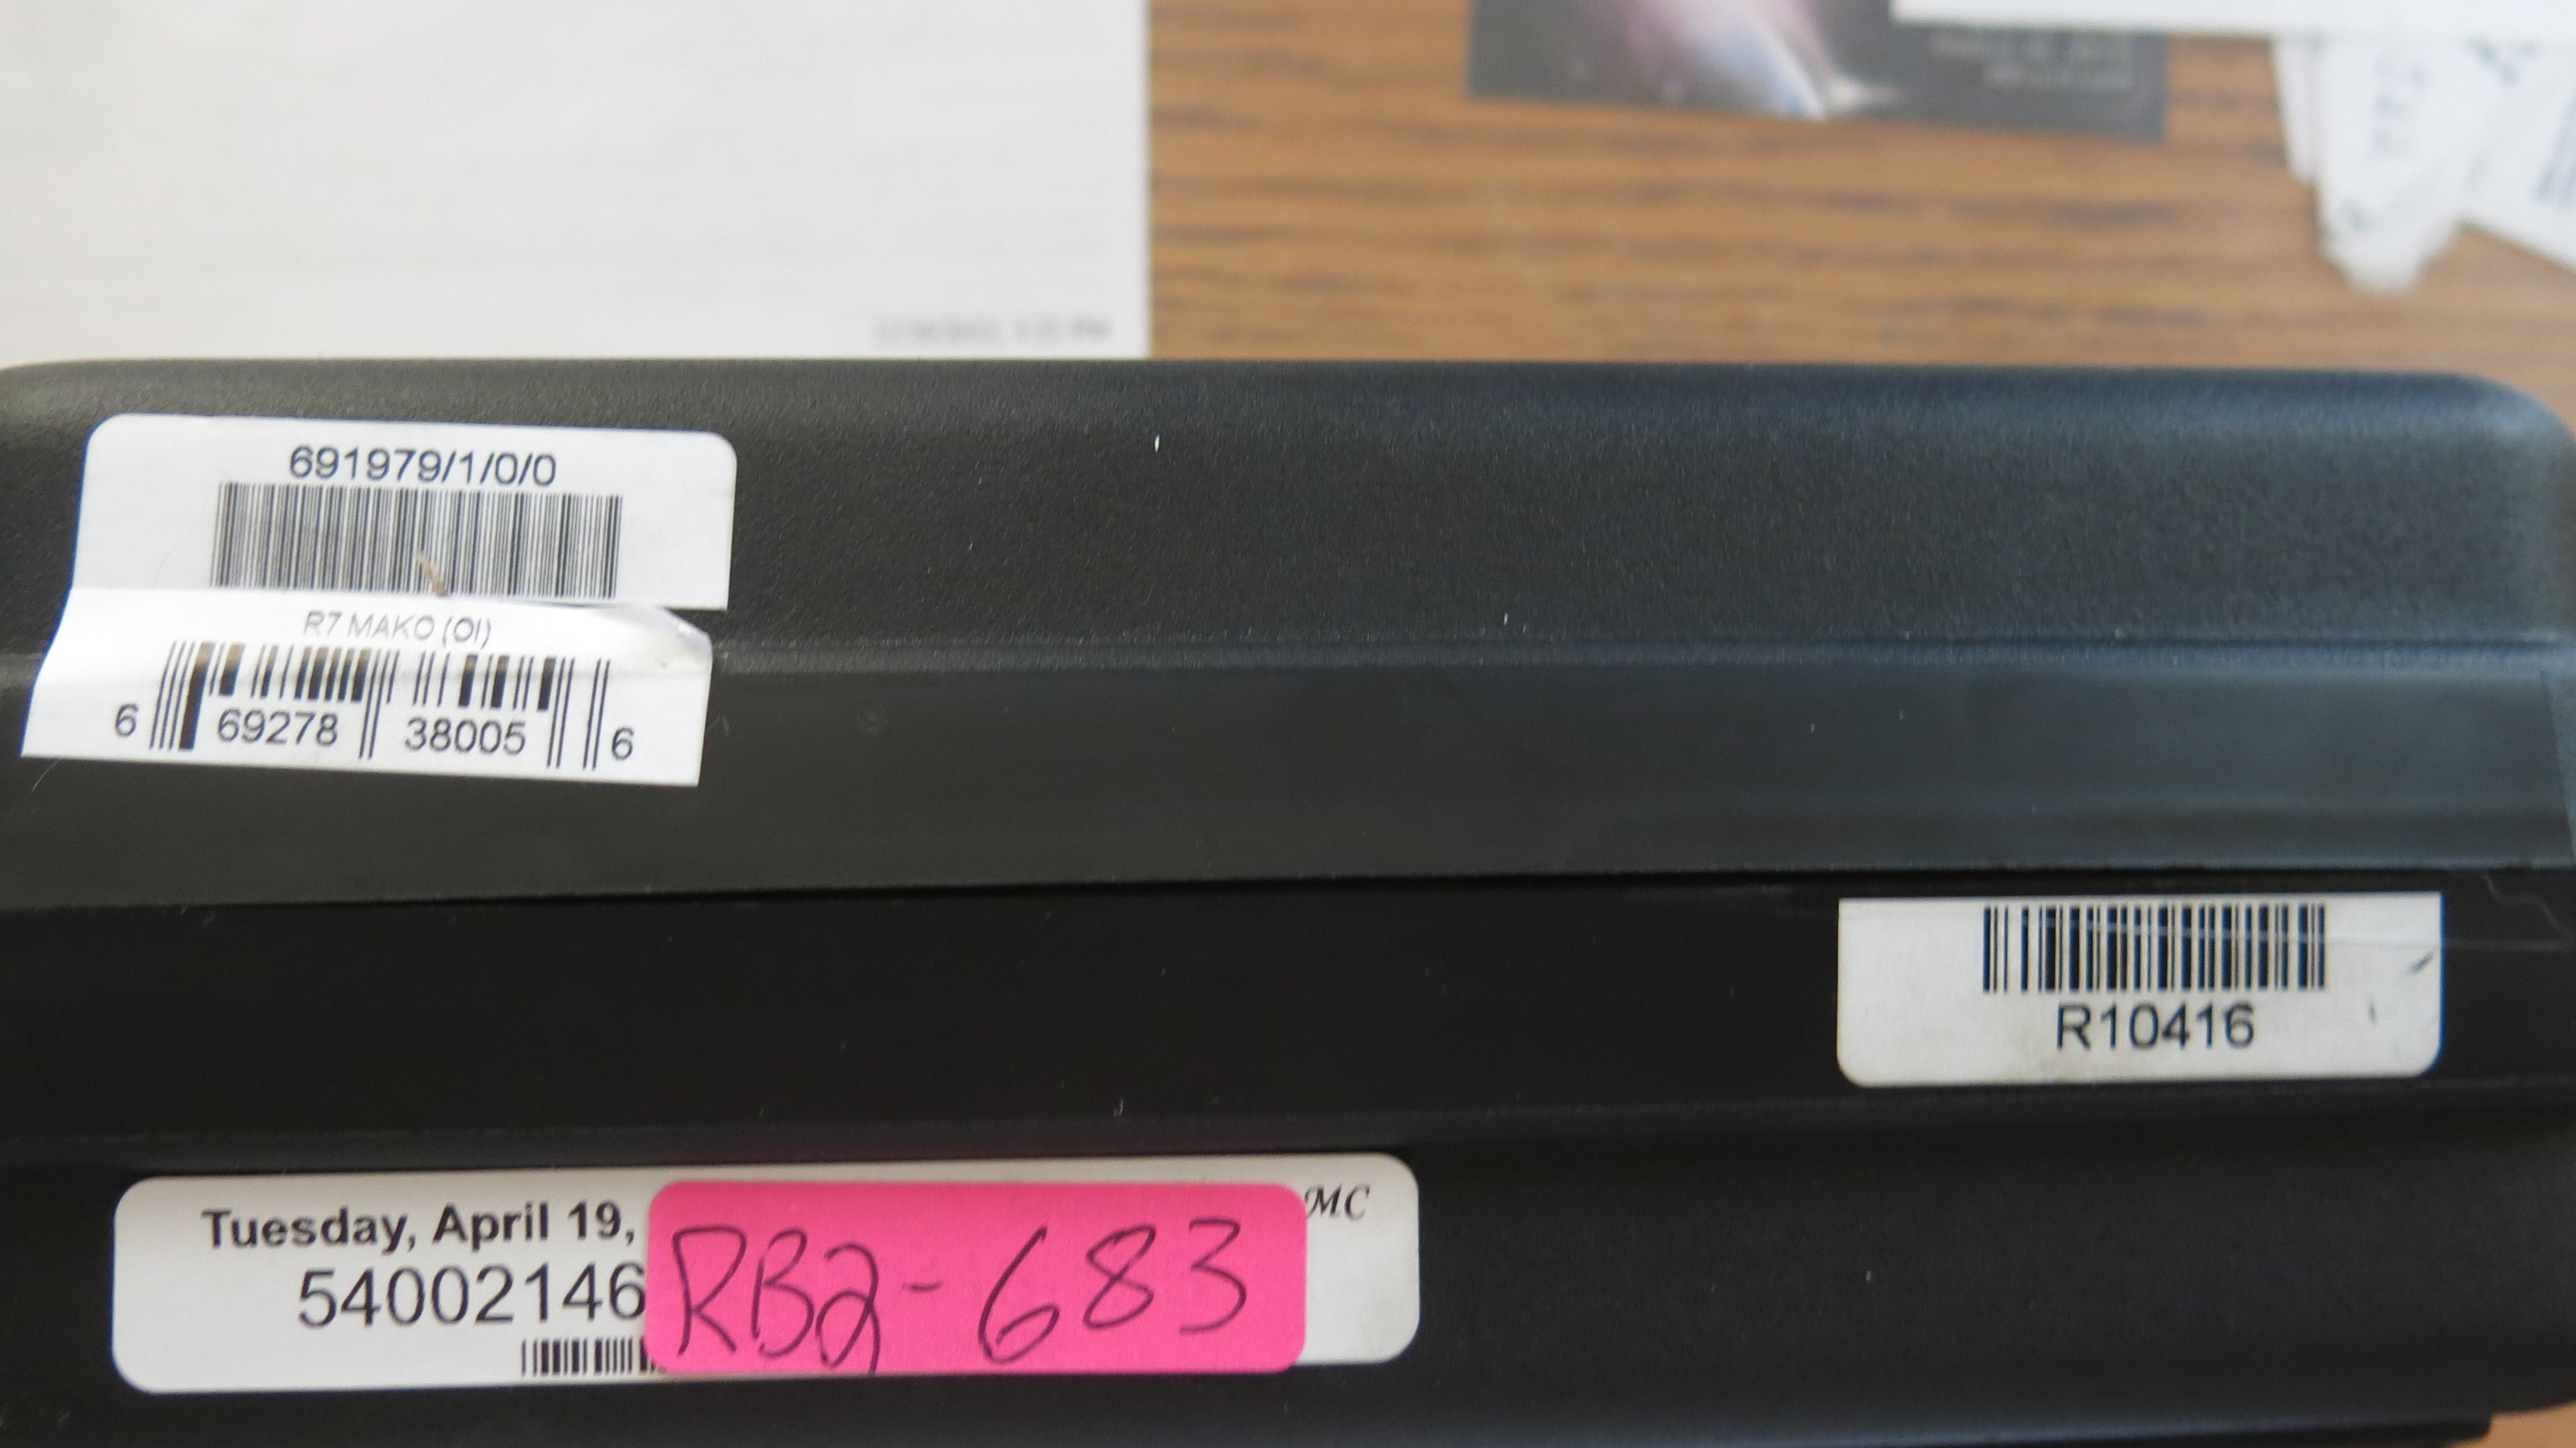 691979/1/0/0
R7 MAKO (OI)
6 69278 38005 6
R10416
Tuesday, April 19, MC
54002146
RB2-683